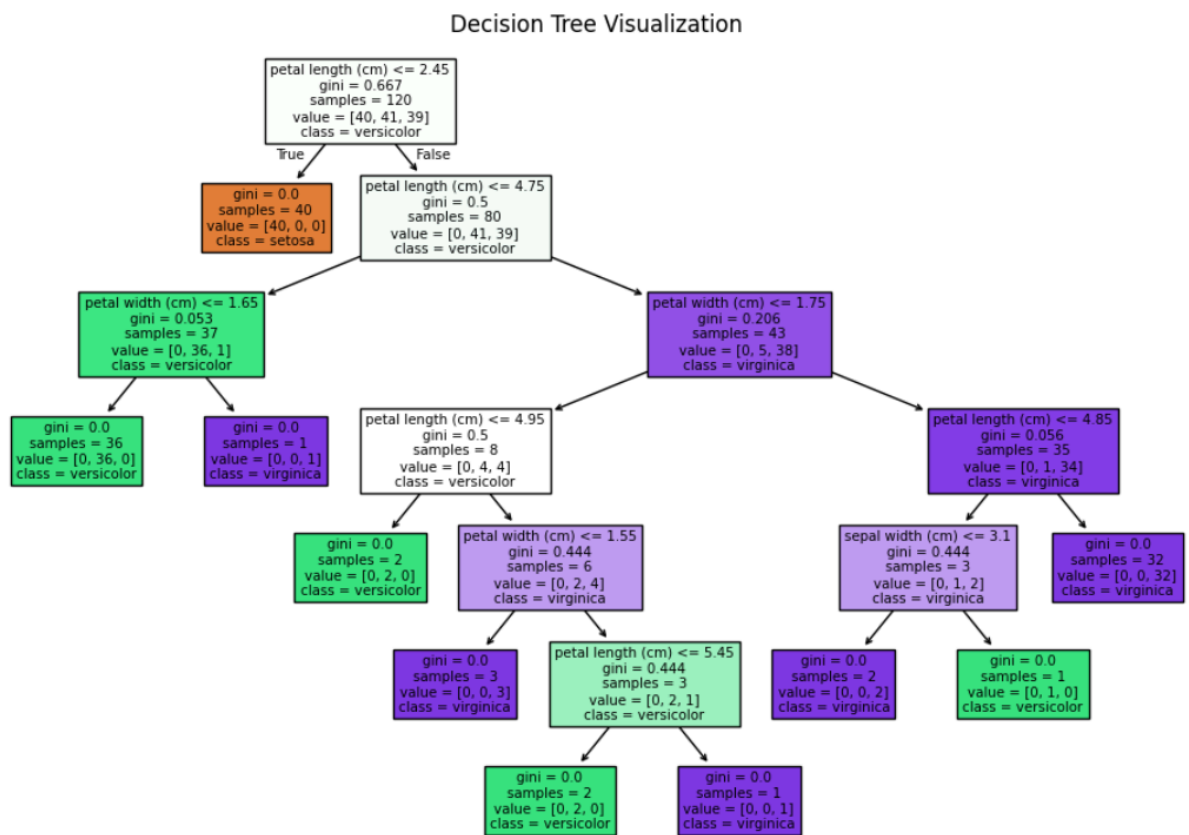 Decision Tree Visualization
petal length (cm) <= 2.45
gini = 0.667
samples = 120
value = [40, 41, 39]
class = versicolor
True
False
gini = 0.0
samples = 40
value = [40, 0, 0]
class = setosa
petal length (cm) <= 4.75
gini = 0.5
samples = 80
value = [0, 41, 39]
class = versicolor
petal width (cm) <= 1.65
gini = 0.053
samples = 37
value = [0, 36, 1]
class = versicolor
petal width (cm) <= 1.75
gini = 0.206
samples = 43
value = [0, 5, 38]
class = virginica
gini = 0.0
samples = 36
value = [0, 36, 0]
class = versicolor
gini = 0.0
samples = 1
value = [0, 0, 1]
class = virginica
petal length (cm) <= 4.95
gini = 0.5
samples = 8
value = [0, 4, 4]
class = versicolor
petal length (cm) <= 4.85
gini = 0.056
samples = 35
value = [0, 1, 34]
class = virginica
gini = 0.0
samples = 2
value = [0, 2, 0]
class = versicolor
petal width (cm) <= 1.55
gini = 0.444
samples = 6
value = [0, 2, 4]
class = virginica
sepal width (cm) <= 3.1
gini = 0.444
samples = 3
value = [0, 1, 2]
class = virginica
gini = 0.0
samples = 32
value = [0, 0, 32]
class = virginica
gini = 0.0
samples = 3
value = [0, 0, 3]
class = virginica
petal length (cm) <= 5.45
gini = 0.444
samples = 3
value = [0, 2, 1]
class = versicolor
gini = 0.0
samples = 2
value = [0, 0, 2]
class = virginica
gini = 0.0
samples = 1
value = [0, 1, 0]
class = versicolor
gini = 0.0
samples = 2
value = [0, 2, 0]
class = versicolor
gini = 0.0
samples = 1
value = [0, 0, 1]
class = virginica